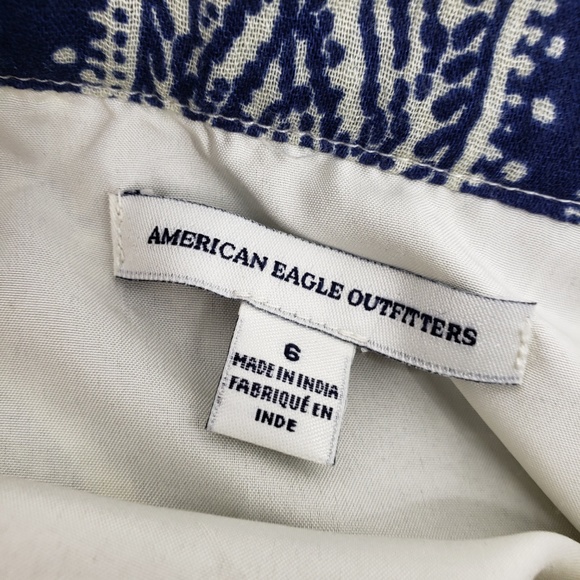 AMERICAN EAGLE OUTFITTERS
6
MADE IN INDIA
FABRIQUÉ EN
INDE